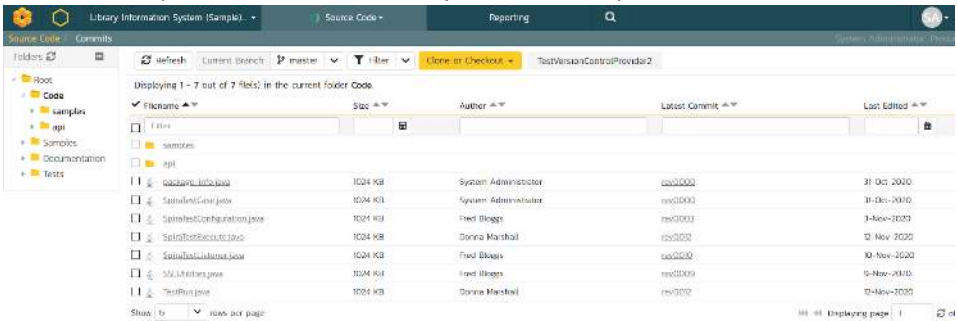 Library Information System (Sample)..
Source Code
Reporting
SA
Source Code / Commits
System Administrator
Folders
Refresh
Current Branch:
master
Filter
Clone or Checkout
TestVersionControlProvider2
Root
Code
samples
api
Samples
Documentation
Tests
Displaying 1 - 7 out of 7 file(s) in the current folder Code.
Filename Size Author Latest Commit Last Edited
Filter
samples
api
package-info.java 1024 KB System Administrator rev0000 31-Oct-2020
SpiraTestCase.java 1024 KB System Administrator rev0000 31-Oct-2020
SpiraTestConfiguration.java 1024 KB Fred Bloggs rev0003 3-Nov-2020
SpiraTestExecute.java 1024 KB Donna Marshall rev0012 12-Nov-2020
SpiraTestListener.java 1024 KB Fred Bloggs rev0010 10-Nov-2020
SSLUtilities.java 1024 KB Fred Bloggs rev0009 9-Nov-2020
TestRun.java 1024 KB Donna Marshall rev0012 12-Nov-2020
Show rows per page
Displaying page 1